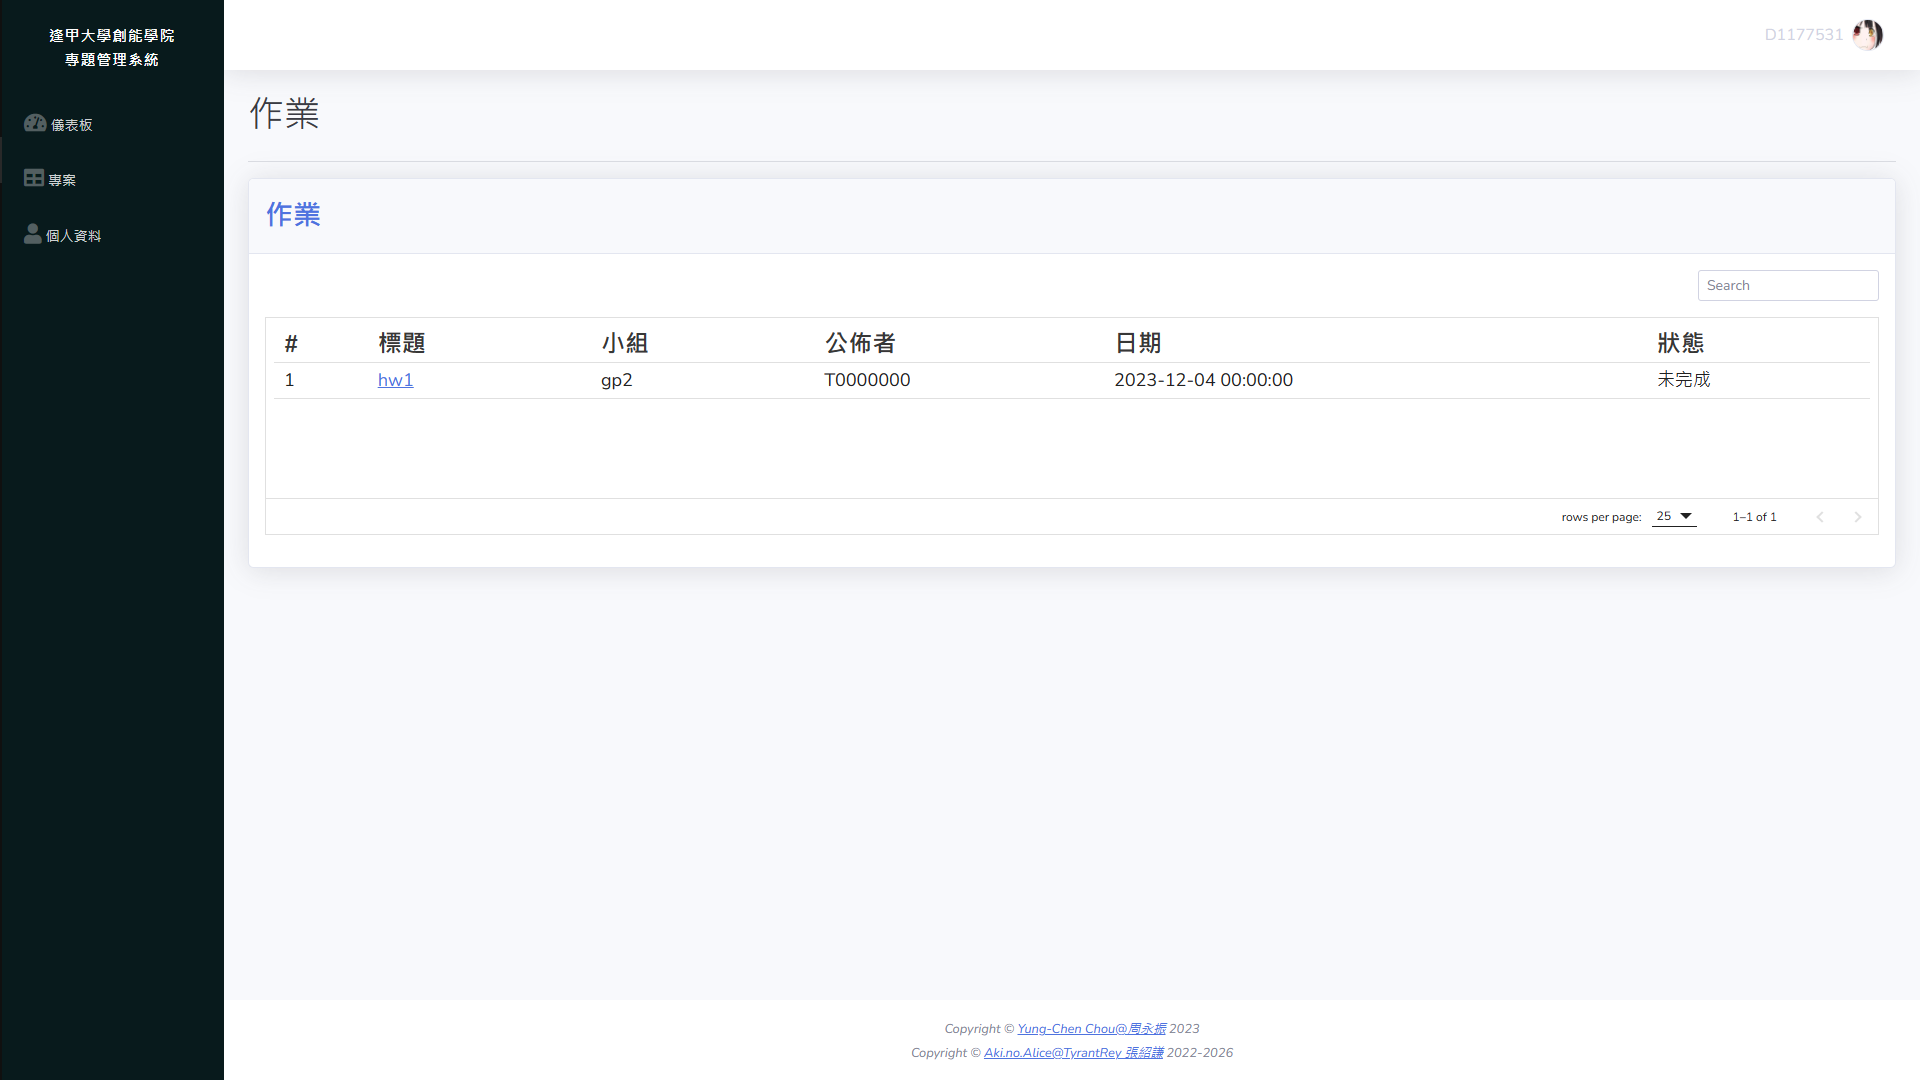 逢甲大學創能學院
專題管理系統
儀表板
專案
個人資料
D1177531
作業
作業
Search
# 標題 小組 公佈者 日期 狀態
1 hw1 gp2 T0000000 2023-12-04 00:00:00 未完成
rows per page: 25 1–1 of 1
Copyright © Yung-Chen Chou@周永振 2023
Copyright © Aki.no.Alice@TyrantRey 張紹謙 2022-2026